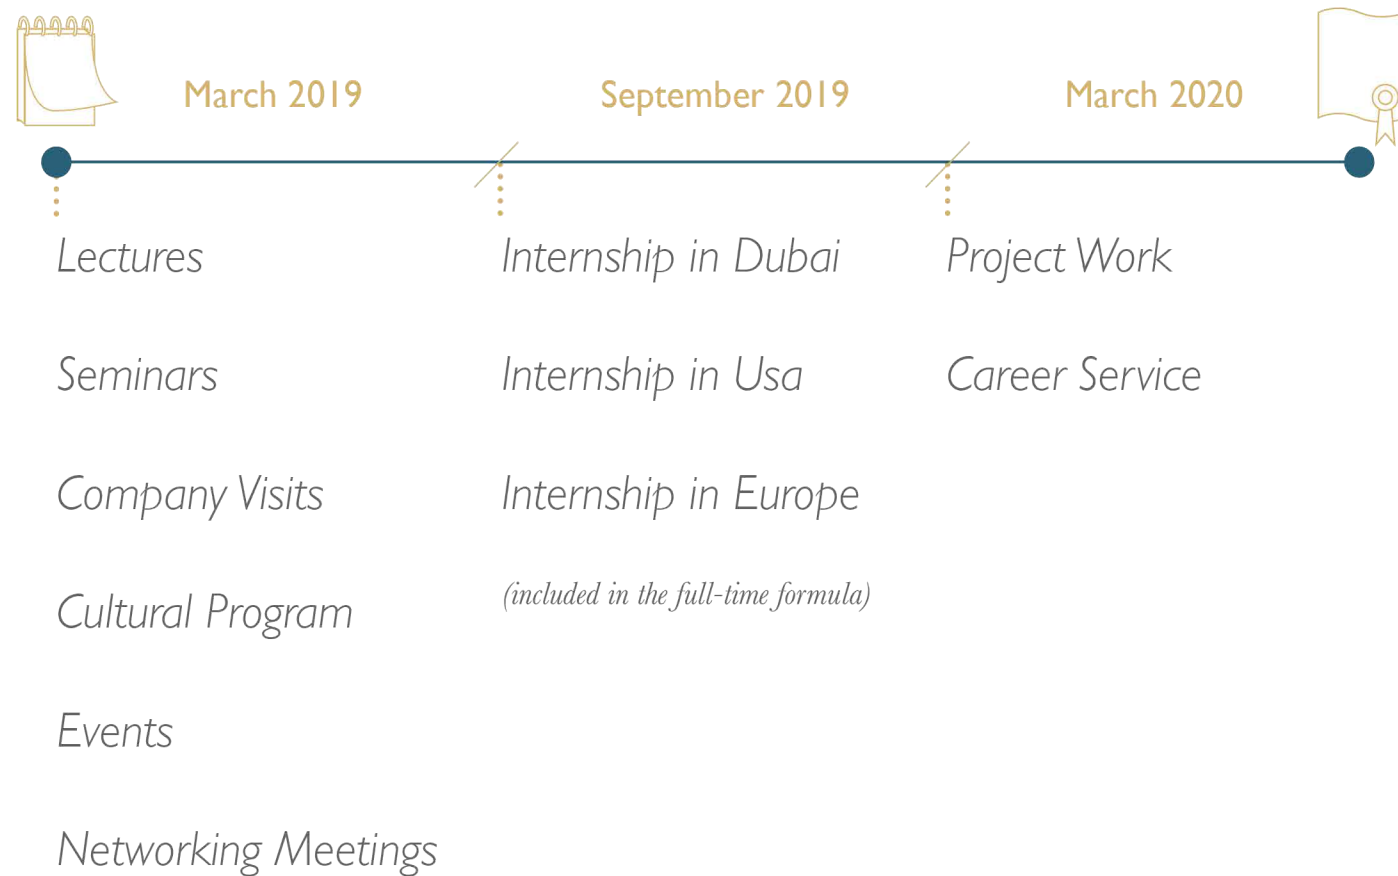 March 2019
September 2019
March 2020
Lectures
Seminars
Company Visits
Cultural Program
Events
Networking Meetings
Internship in Dubai
Internship in Usa
Internship in Europe
(included in the full-time formula)
Project Work
Career Service